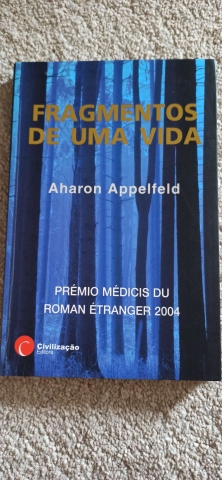 FRAGMENTOS
DE UMA VIDA
Aharon Appelfeld
PRÉMIO MÉDICIS DU
ROMAN ÉTRANGER 2004
Civilização
Editora